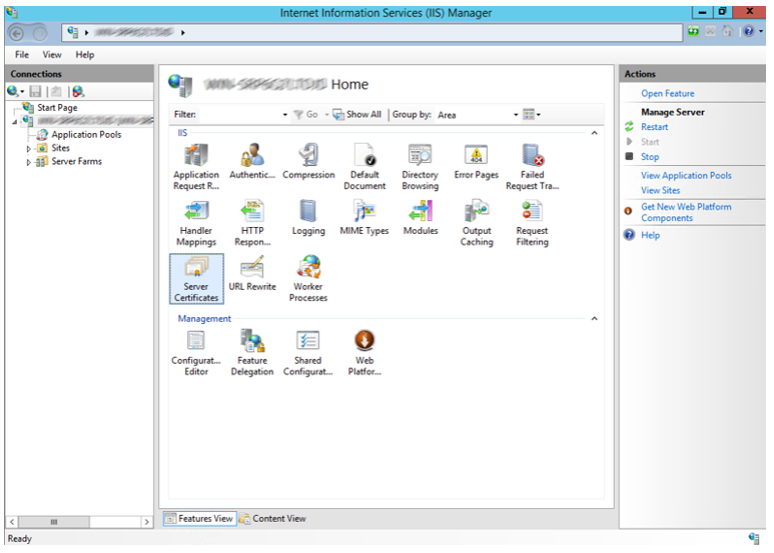 Internet Information Services (IIS) Manager
File View Help
Connections
Start Page
Application Pools
Sites
Server Farms
Home
Filter: Go Show All Group by: Area
IIS
Application Request R...
Authentic...
Compression
Default Document
Directory Browsing
Error Pages
Failed Request Tra...
Handler Mappings
HTTP Respon...
Logging
MIME Types
Modules
Output Caching
Request Filtering
Server Certificates
URL Rewrite
Worker Processes
Management
Configurat... Editor
Feature Delegation
Shared Configurat...
Web Platfor...
Features View Content View
Actions
Open Feature
Manage Server
Restart
Start
Stop
View Application Pools
View Sites
Get New Web Platform
Components
Help
Ready